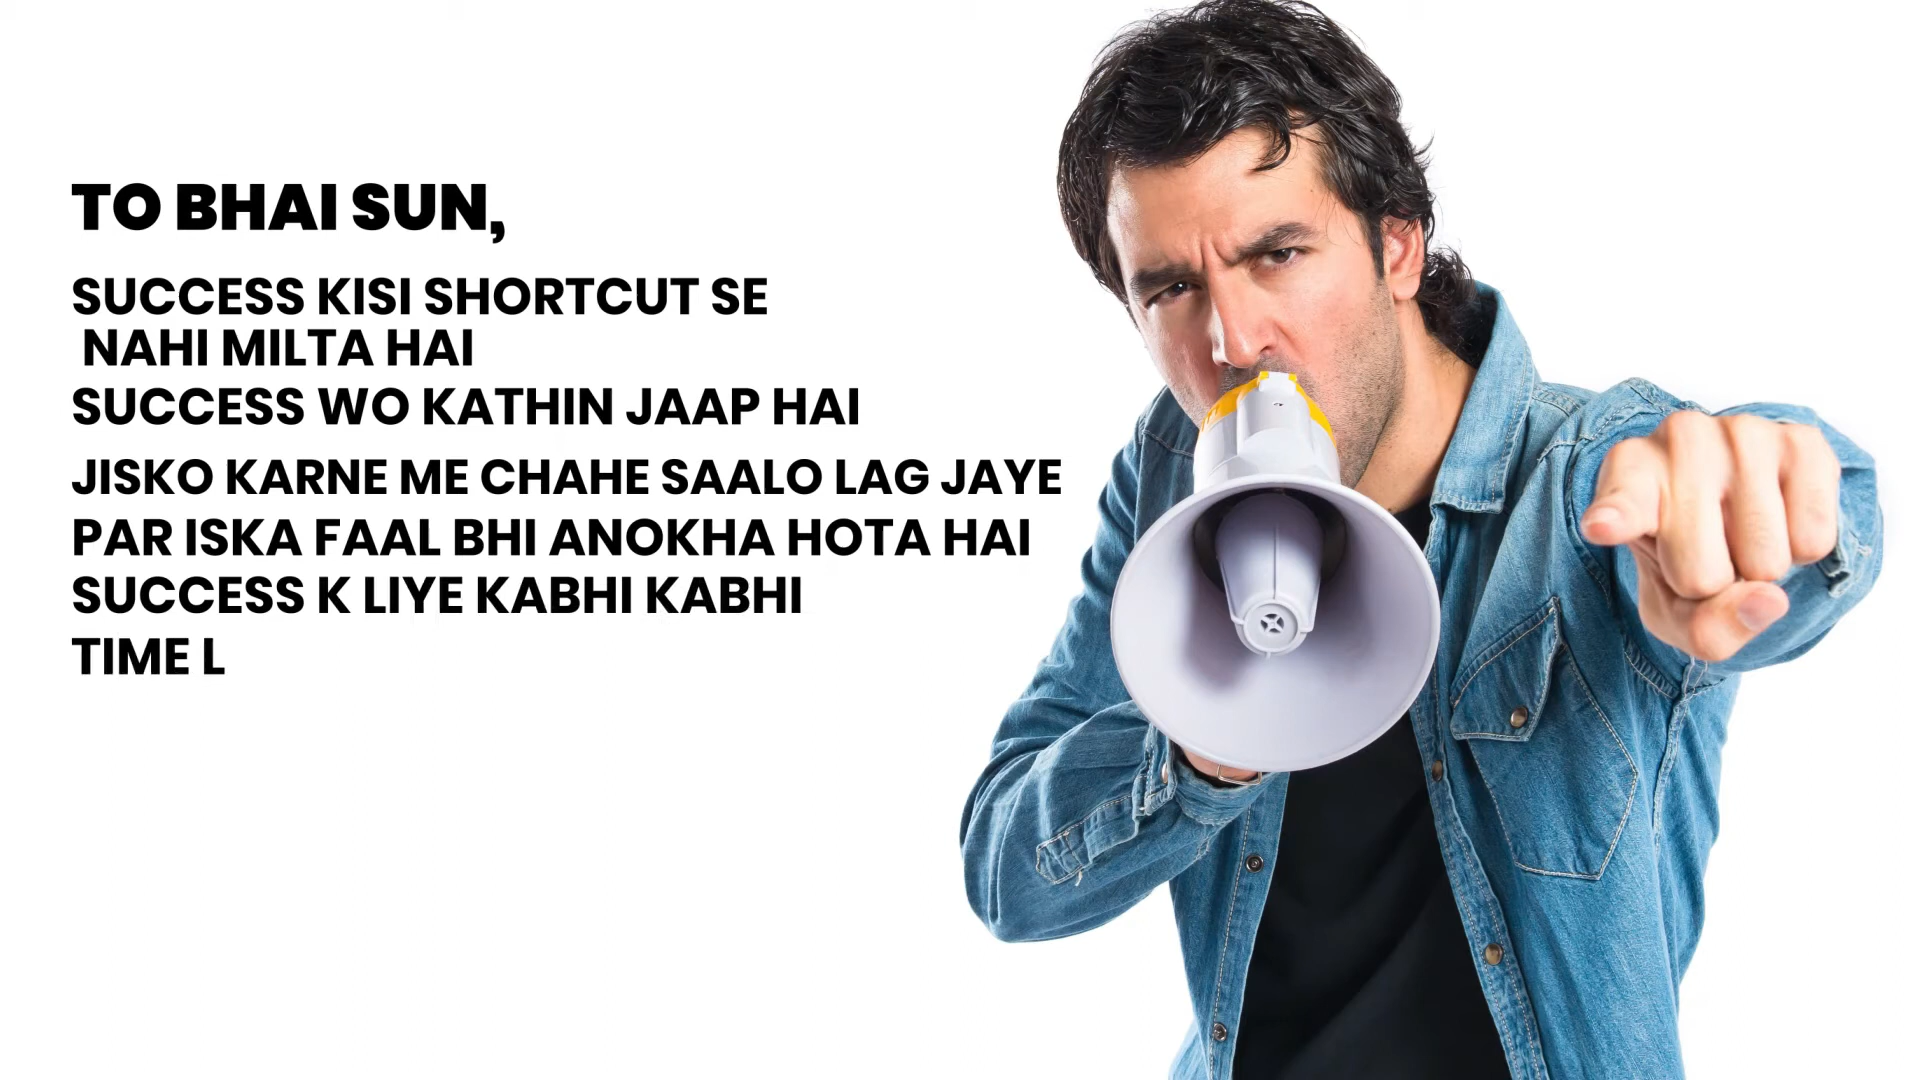 TO BHAI SUN,
SUCCESS KISI SHORTCUT SE
NAHI MILTA HAI
SUCCESS WO KATHIN JAAP HAI
JISKO KARNE ME CHAHE SAALO LAG JAYE
PAR ISKA FAAL BHI ANOKHA HOTA HAI
SUCCESS K LIYE KABHI KABHI
TIME L